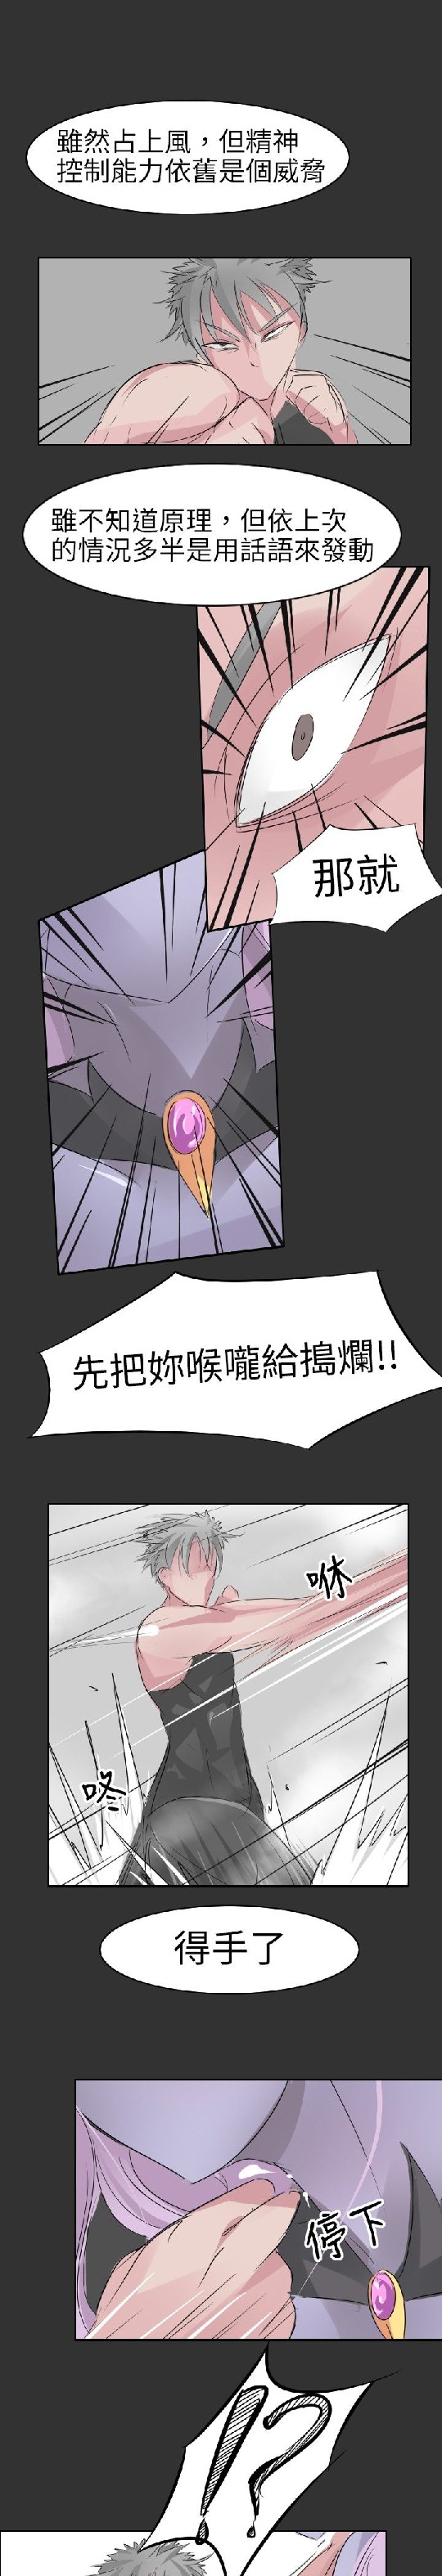 雖然占上風，但精神
控制能力依舊是個威脅
雖不知道原理，但依上次
的情況多半是用話語來發動
那就
先把妳喉嚨給搗爛!!
咻
咚
得手了
停下
!?